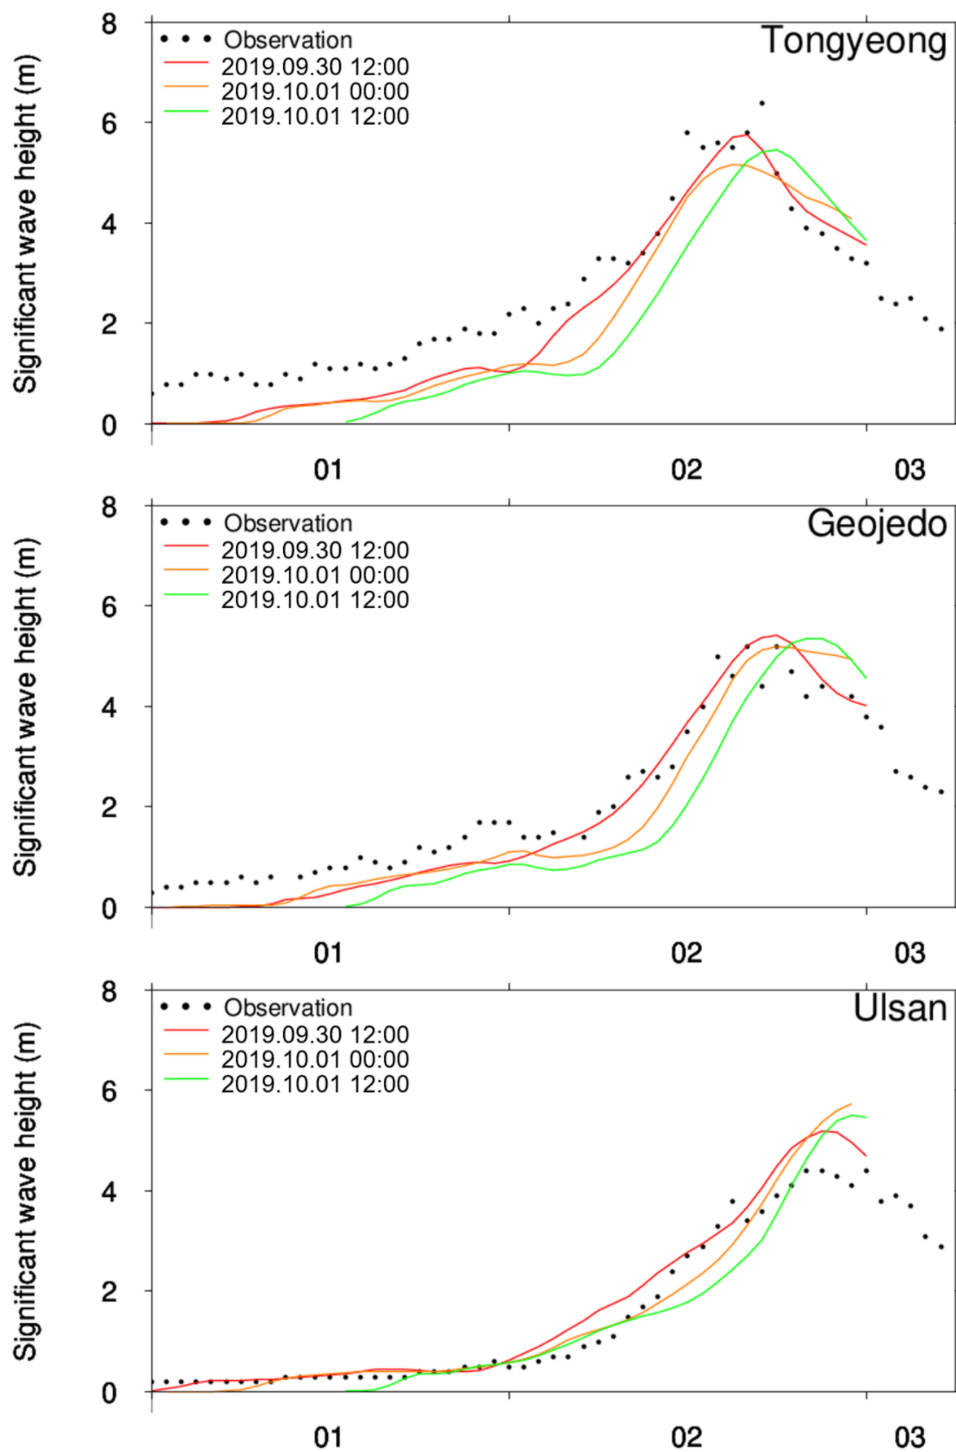 Tongyeong
Significant wave height (m)
8
6
4
2
0
Observation
2019.09.30 12:00
2019.10.01 00:00
2019.10.01 12:00
01 02 03
Geojedo
Significant wave height (m)
8
6
4
2
0
Observation
2019.09.30 12:00
2019.10.01 00:00
2019.10.01 12:00
01 02 03
Ulsan
Significant wave height (m)
8
6
4
2
0
Observation
2019.09.30 12:00
2019.10.01 00:00
2019.10.01 12:00
01 02 03